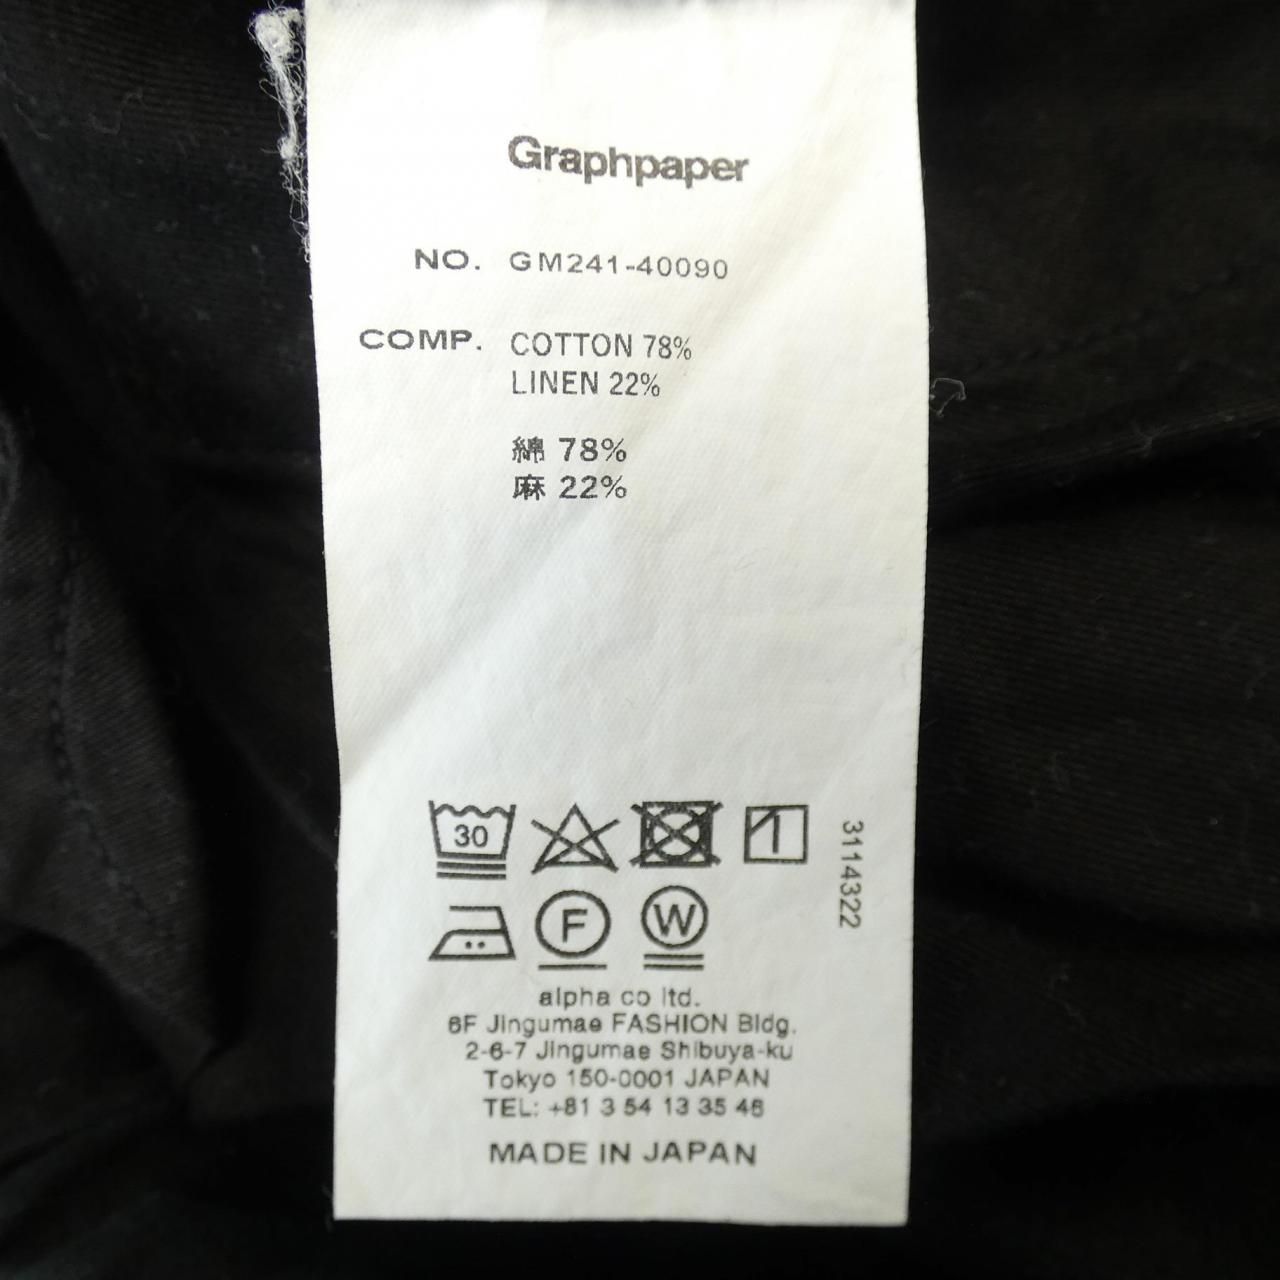 Graphpaper
NO. GM241-40090
COMP. COTTON 78%
LINEN 22%
綿 78%
麻 22%
30
F
W
3114322
alpha co ltd.
6F Jingumae FASHION Bldg.
2-6-7 Jingumae Shibuya-ku
Tokyo 150-0001 JAPAN
TEL: +81 3 54 13 35 46
MADE IN JAPAN